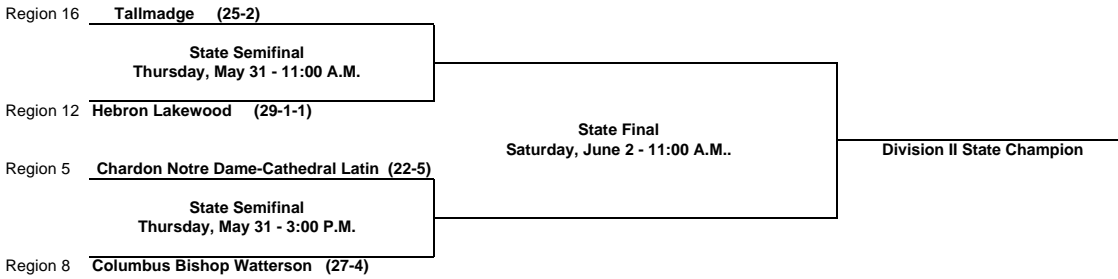 Region 16 Tallmadge (25-2)
State Semifinal
Thursday, May 31 - 11:00 A.M.
Region 12 Hebron Lakewood (29-1-1)
State Final
Saturday, June 2 - 11:00 A.M..
Division II State Champion
Region 5 Chardon Notre Dame-Cathedral Latin (22-5)
State Semifinal
Thursday, May 31 - 3:00 P.M.
Region 8 Columbus Bishop Watterson (27-4)